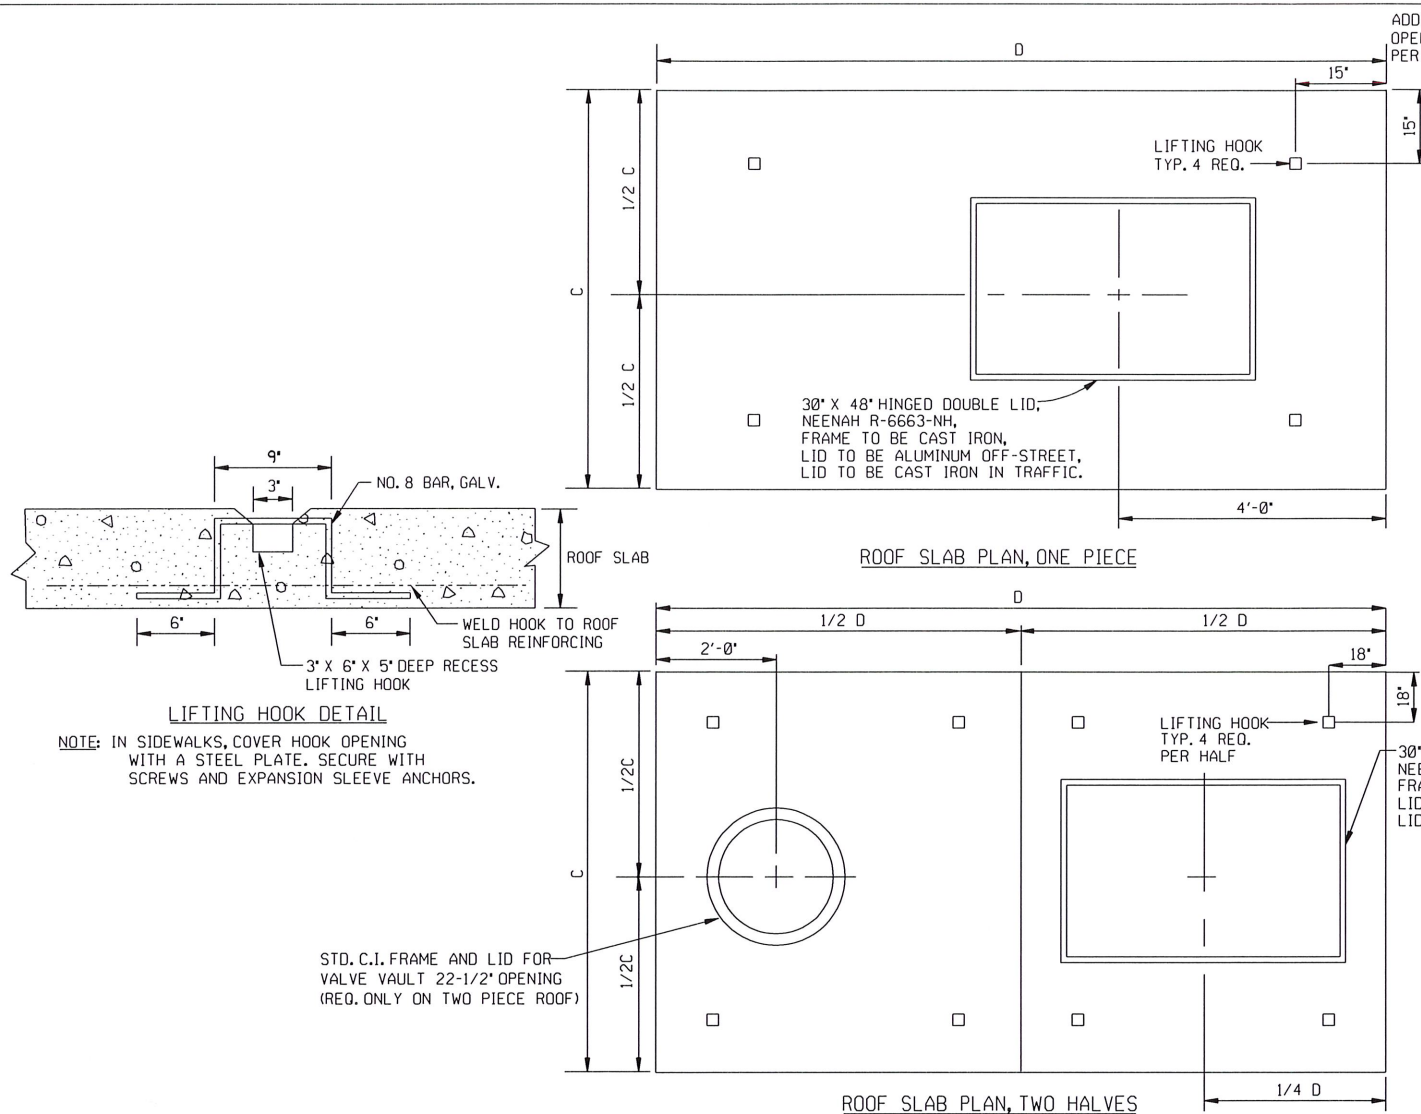 ADD
OPE
PER
D
15"
15"
LIFTING HOOK
TYP. 4 REQ.
1/2 C
C
1/2 C
30" X 48" HINGED DOUBLE LID,
NEENAH R-6663-NH,
FRAME TO BE CAST IRON,
LID TO BE ALUMINUM OFF-STREET,
LID TO BE CAST IRON IN TRAFFIC.
4'-0"
ROOF SLAB PLAN, ONE PIECE
9"
3"
NO. 8 BAR, GALV.
ROOF SLAB
6"
6"
WELD HOOK TO ROOF
SLAB REINFORCING
3" X 6" X 5" DEEP RECESS
LIFTING HOOK
LIFTING HOOK DETAIL
NOTE: IN SIDEWALKS, COVER HOOK OPENING
WITH A STEEL PLATE. SECURE WITH
SCREWS AND EXPANSION SLEEVE ANCHORS.
D
1/2 D
1/2 D
2'-0"
18"
18"
LIFTING HOOK
TYP. 4 REQ.
PER HALF
30"
NEE
FRA
LID
LID
1/2C
C
1/2C
STD. C.I. FRAME AND LID FOR
VALVE VAULT 22-1/2" OPENING
(REQ. ONLY ON TWO PIECE ROOF)
1/4 D
ROOF SLAB PLAN, TWO HALVES